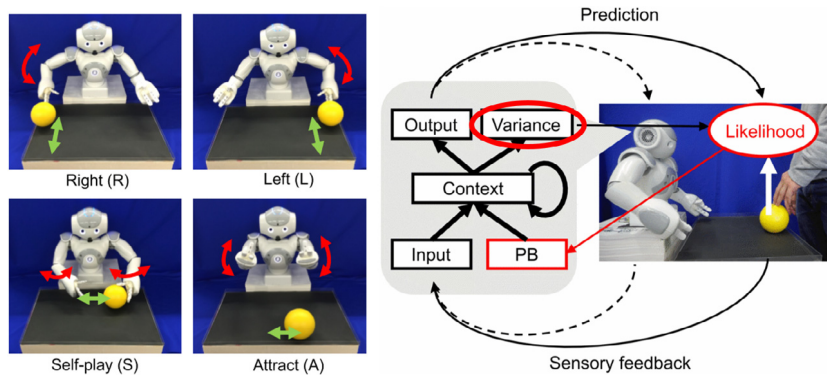 Right (R)
Left (L)
Self-play (S)
Attract (A)
Prediction
Output
Variance
Likelihood
Context
Input
PB
Sensory feedback